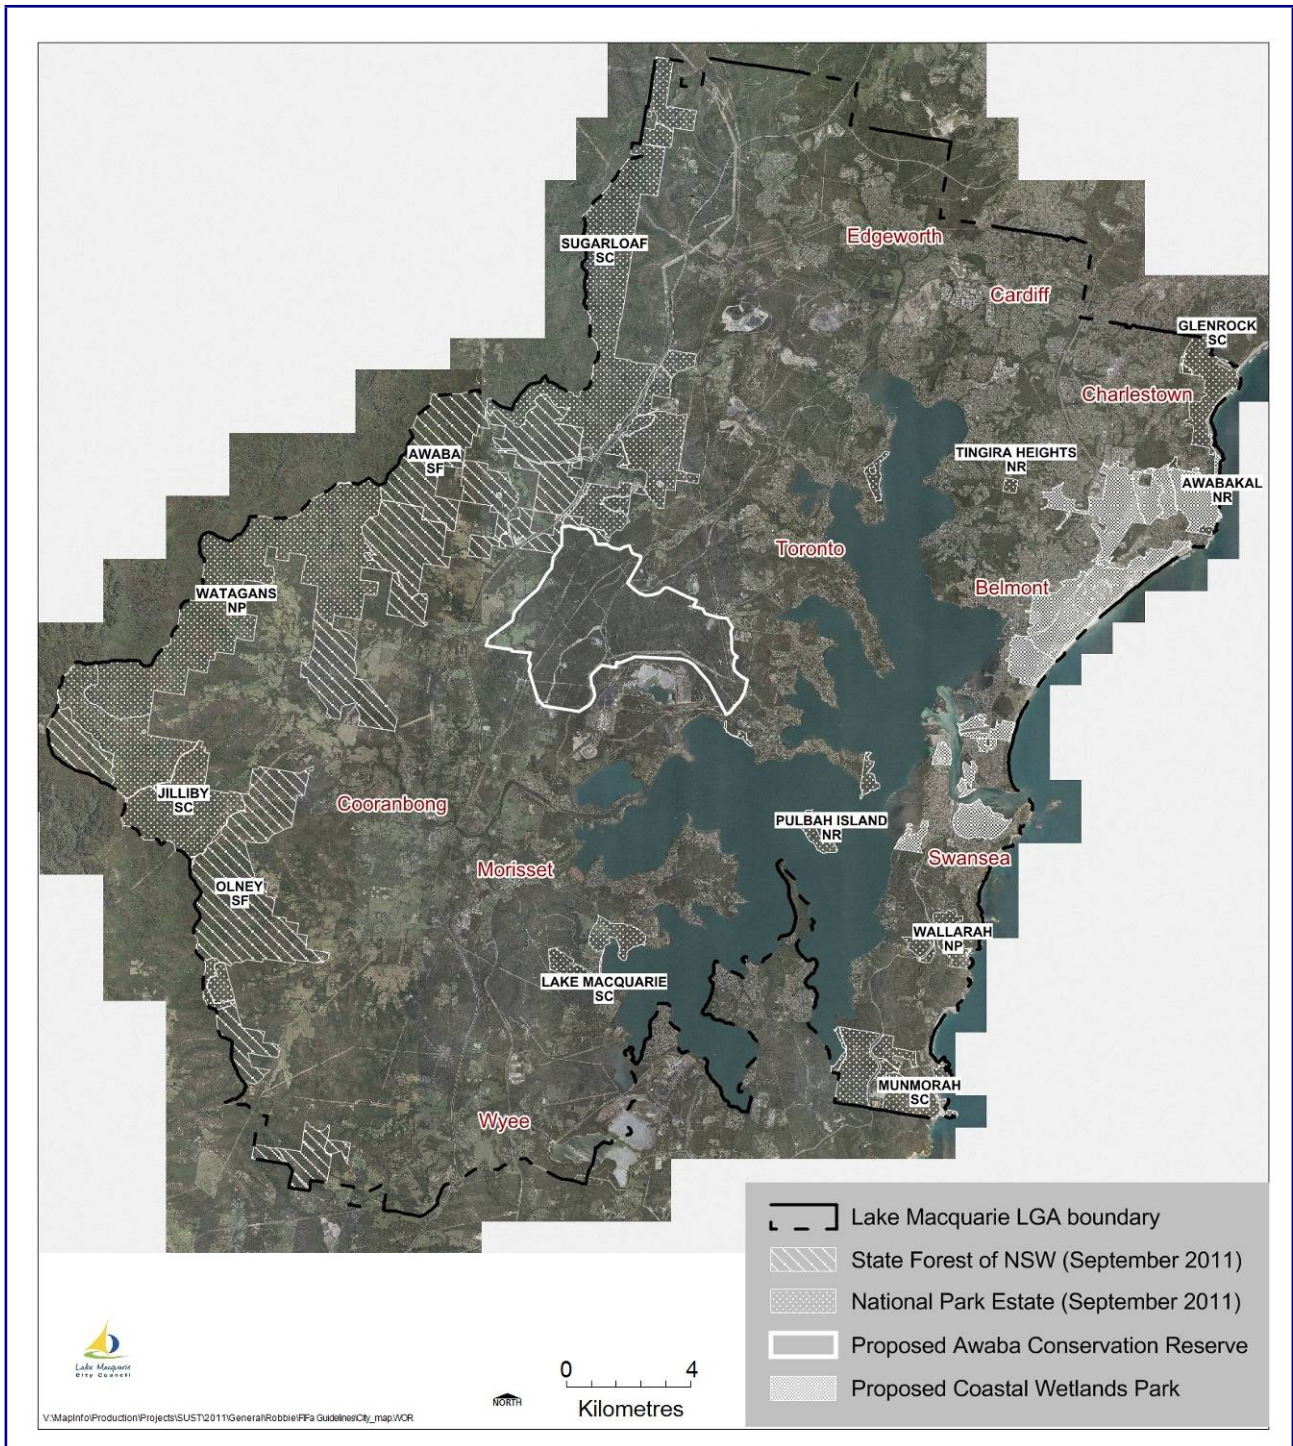 SUGARLOAF
SC
Edgeworth
Cardiff
GLENROCK
SC
Charlestown
AWABA
SF
TINGIRA HEIGHTS
NR
AWABAKAL
NR
Toronto
Belmont
WATAGANS
NP
JILLIBY
SC
Cooranbong
PULBAH ISLAND
NR
Swansea
Morisset
OLNEY
SF
WALLARAH
NP
LAKE MACQUARIE
SC
MUNMORAH
SC
Wyee
Lake Macquarie LGA boundary
State Forest of NSW (September 2011)
National Park Estate (September 2011)
Proposed Awaba Conservation Reserve
Proposed Coastal Wetlands Park
Lake Macquarie
City Council
NORTH
0 4
Kilometres
V:\MapInfo\Production\Projects\SUST\2011\General\Robbie\FlFa Guidelines\City_map.WOR